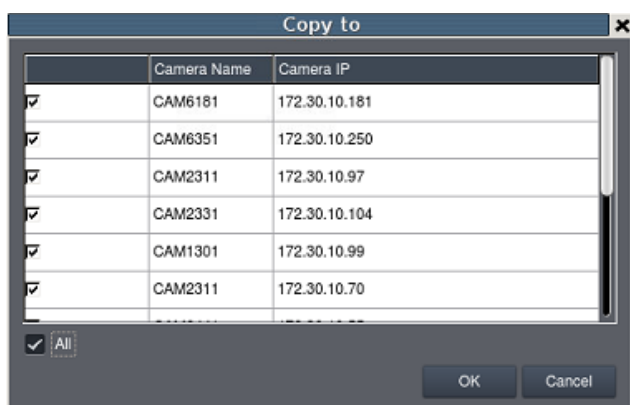 Copy to
Camera Name Camera IP
CAM6181 172.30.10.181
CAM6351 172.30.10.250
CAM2311 172.30.10.97
CAM2331 172.30.10.104
CAM1301 172.30.10.99
CAM2311 172.30.10.70
All
OK Cancel